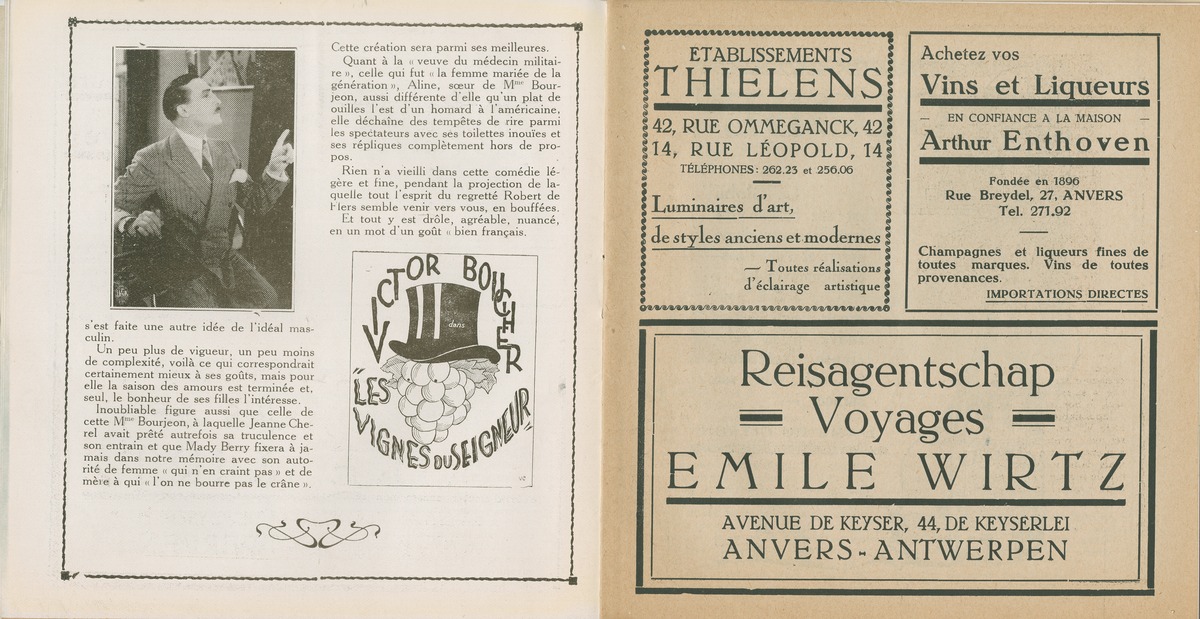 s'est faite une autre idée de l'idéal mas-
culin.
Un peu plus de vigueur, un peu moins
de complexité, voilà ce qui correspondrait
certainement mieux à ses goûts, mais pour
elle la saison des amours est terminée et,
seul, le bonheur de ses filles l'intéresse.
Inoubliable figure aussi que celle de
cette Mme Bourjeon, à laquelle Jeanne Che-
rel avait prêté autrefois sa truculence et
son entrain et que Mady Berry fixera à ja-
mais dans notre mémoire avec son auto-
rité de femme « qui n'en craint pas » et de
mère à qui « l'on ne bourre pas le crâne ».
Cette création sera parmi ses meilleures.
Quant à la « veuve du médecin militai-
re », celle qui fut « la femme mariée de la
génération », Aline, sœur de Mme Bour-
jeon, aussi différente d'elle qu'un plat de
ouilles l'est d'un homard à l'américaine,
elle déchaîne des tempêtes de rire parmi
les spectateurs avec ses toilettes inouïes et
ses répliques complètement hors de pro-
pos.
Rien n'a vieilli dans cette comédie lé-
gère et fine, pendant la projection de la-
quelle tout l'esprit du regretté Robert de
Flers semble venir vers vous, en bouffées.
Et tout y est drôle, agréable, nuancé,
en un mot d'un goût « bien français.
VICTOR BOUCHER
dans
"LES
VIGNES DU SEIGNEUR"
ETABLISSEMENTS
THIELENS
42, RUE OMMEGANCK, 42
14, RUE LÉOPOLD, 14
TÉLÉPHONES: 262.23 et 256.06
Luminaires d'art,
de styles anciens et modernes
— Toutes réalisations
d'éclairage artistique
Achetez vos
Vins et Liqueurs
— EN CONFIANCE A LA MAISON —
Arthur Enthoven
Fondée en 1896
Rue Breydel, 27, ANVERS
Tel. 271.92
Champagnes et liqueurs fines de
toutes marques. Vins de toutes
provenances.
IMPORTATIONS DIRECTES
Reisagentschap
Voyages
EMILE WIRTZ
AVENUE DE KEYSER, 44, DE KEYSERLEI
ANVERS - ANTWERPEN